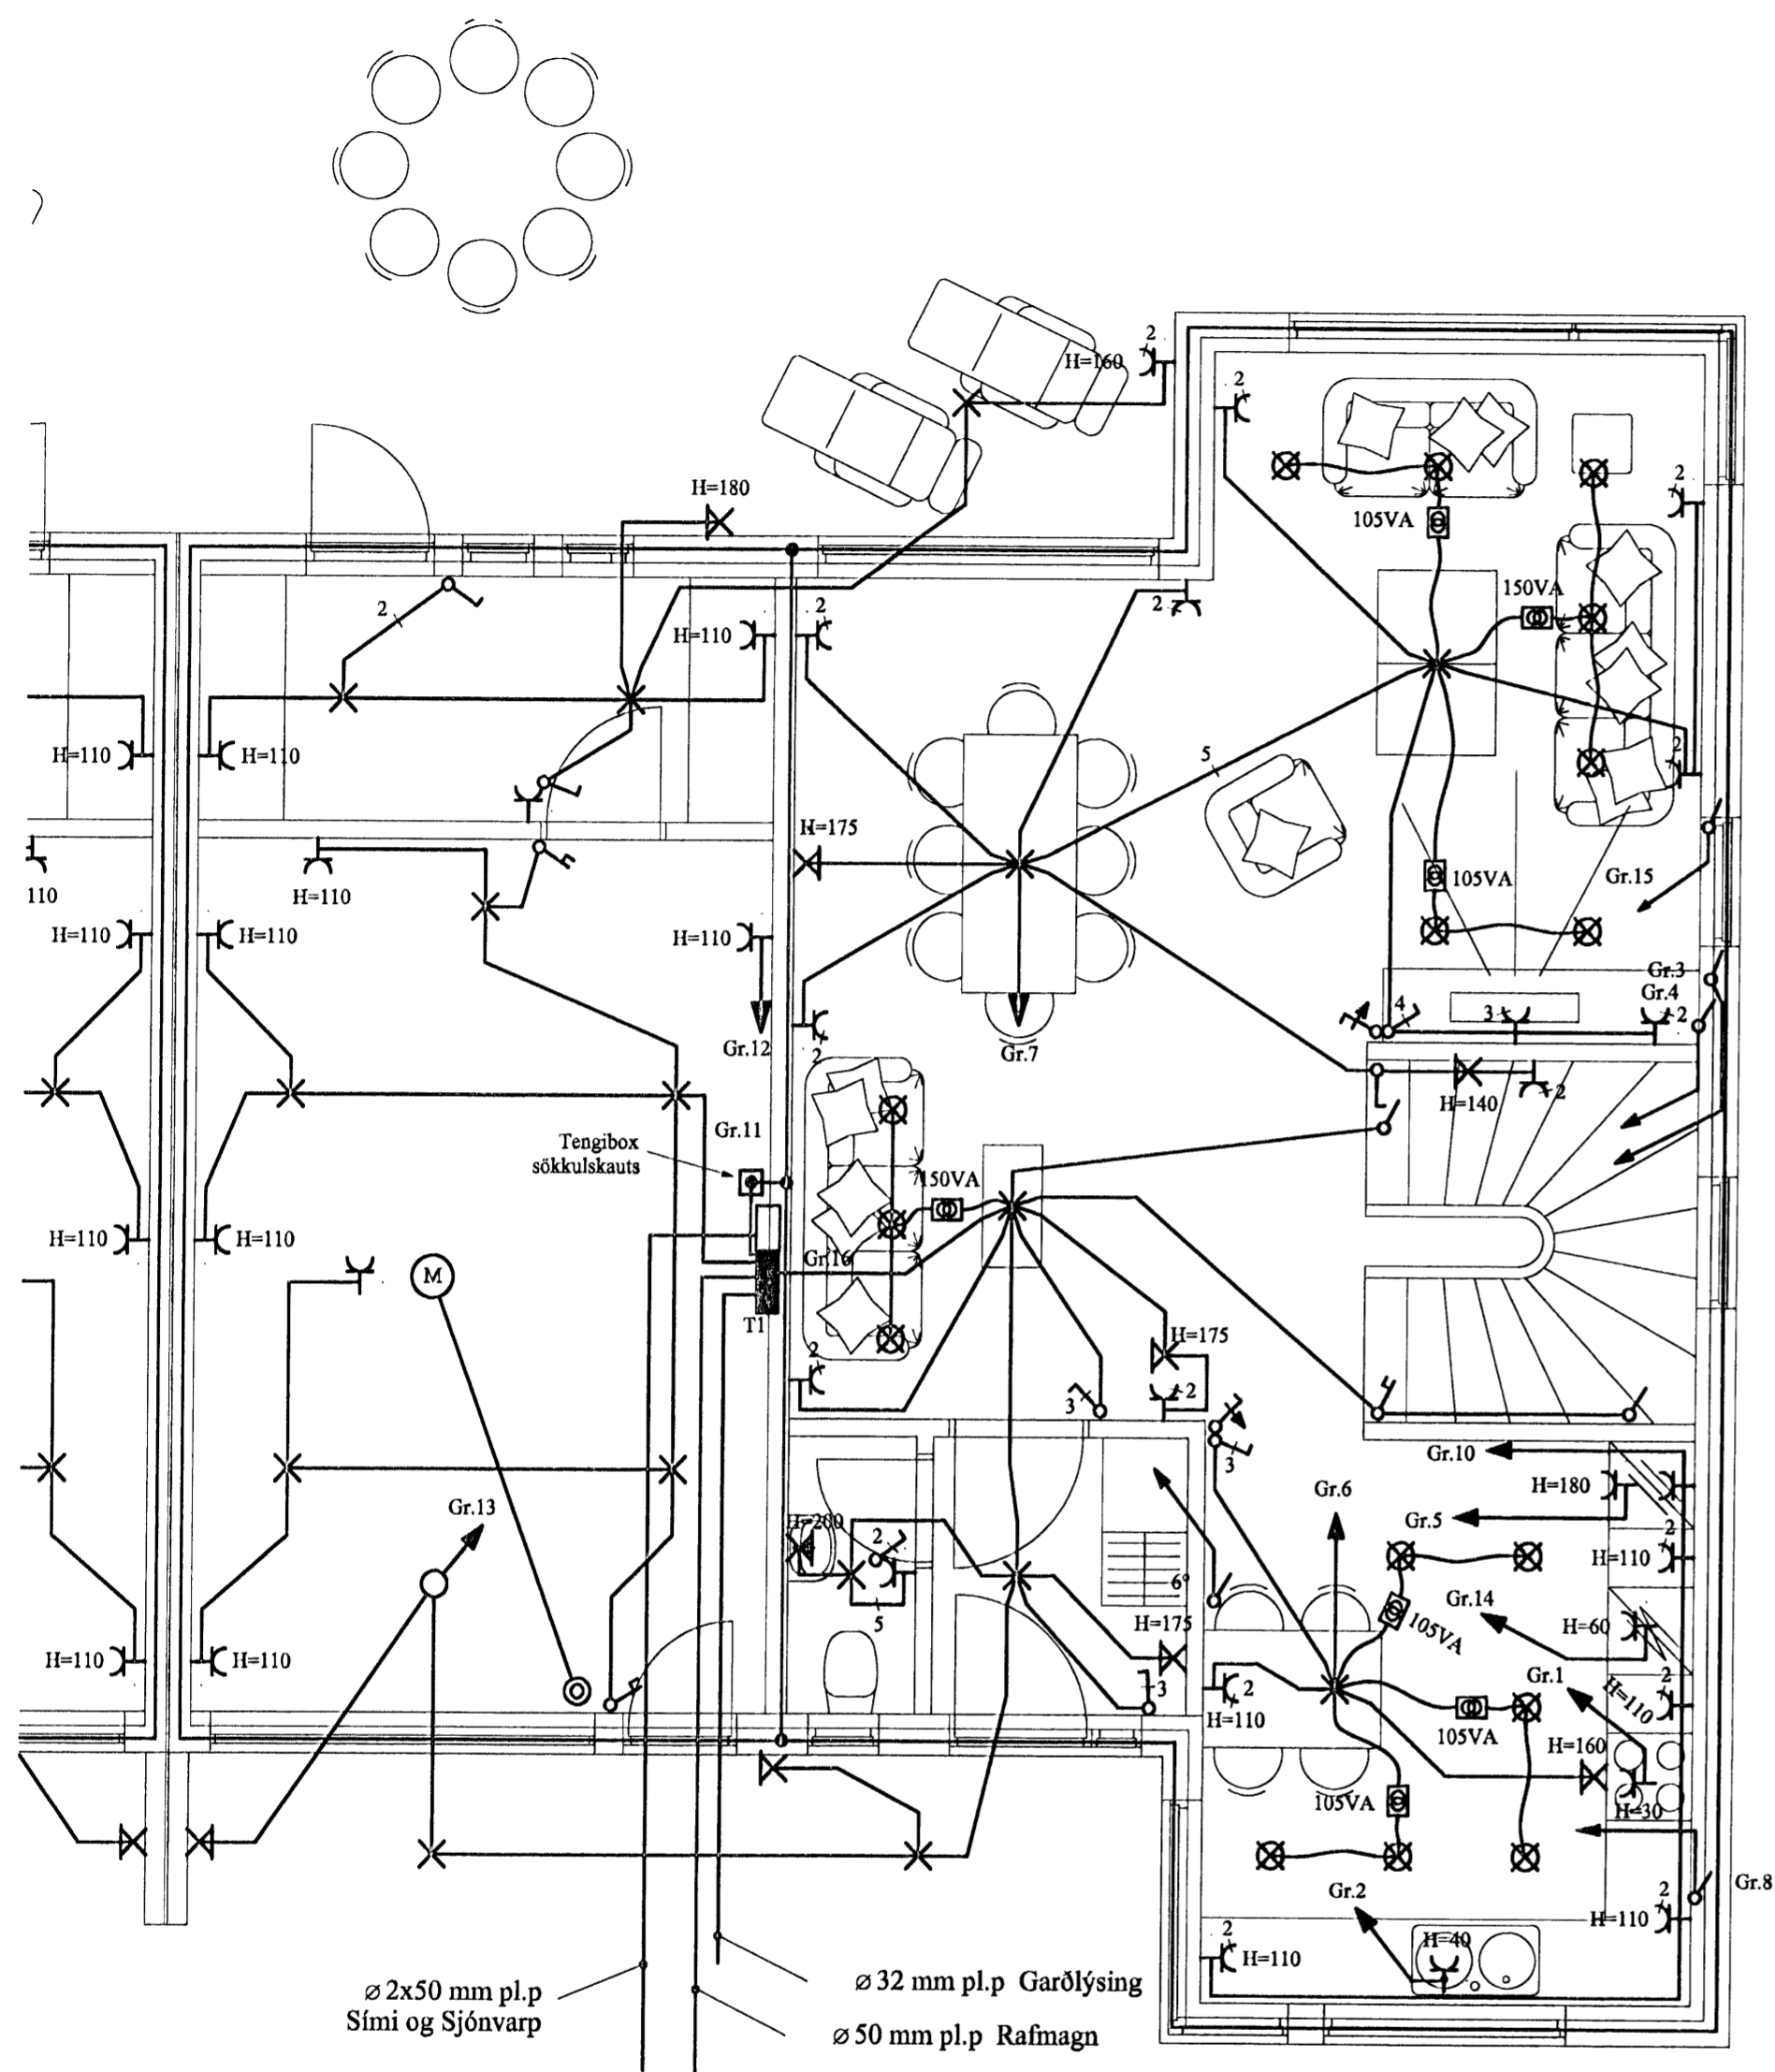 2
H=160
2
H=180
105VA
2
150VA
2
2
2
H=110
2
H=110
H=110
5
2
H=175
110
H=110
105VA
Gr.15
H=110
H=110
H=110
Gr.3
Gr.4
4
3
2
Gr.12
2
Gr.7
2
H=140
Gr.11
Tengibox
sökkulskauts
150VA
H=110
H=110
Gr.16
M
T1
H=175
2
3
2
3
Gr.10
H=180
Gr.6
Gr.13
Gr.5
H=200
2
2
H=110
6
Gr.14
105VA
H=60
5
H=175
H=110
H=110
3
2
H=110
Gr.1
2
H=110
105VA
H=160
105VA
H=30
Gr.2
2
Gr.8
H=110
2
H=110
H=40
ø 2x50 mm pl.p
Sími og Sjónvarp
ø 32 mm pl.p Garðlýsing
ø 50 mm pl.p Rafmagn